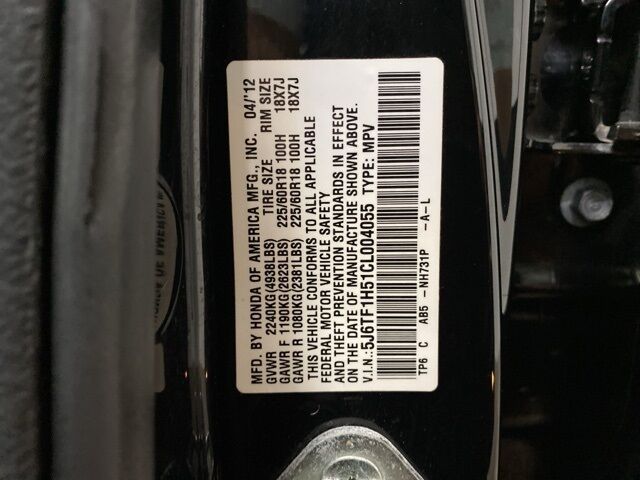 MFD. BY HONDA OF AMERICA MFG., INC. 04/'12
GVWR 2240KG(4938LBS) TIRE SIZE RIM SIZE
GAWR F 1190KG(2623LBS) 225/60R18 100H 18X7J
GAWR R 1080KG(2381LBS) 225/60R18 100H 18X7J
THIS VEHICLE CONFORMS TO ALL APPLICABLE
FEDERAL MOTOR VEHICLE SAFETY
AND THEFT PREVENTION STANDARDS IN EFFECT
ON THE DATE OF MANUFACTURE SHOWN ABOVE.
V.I.N.: 5J6TF1H51CL004055 TYPE: MPV
TP6 C AB5 -NH731P -A-L